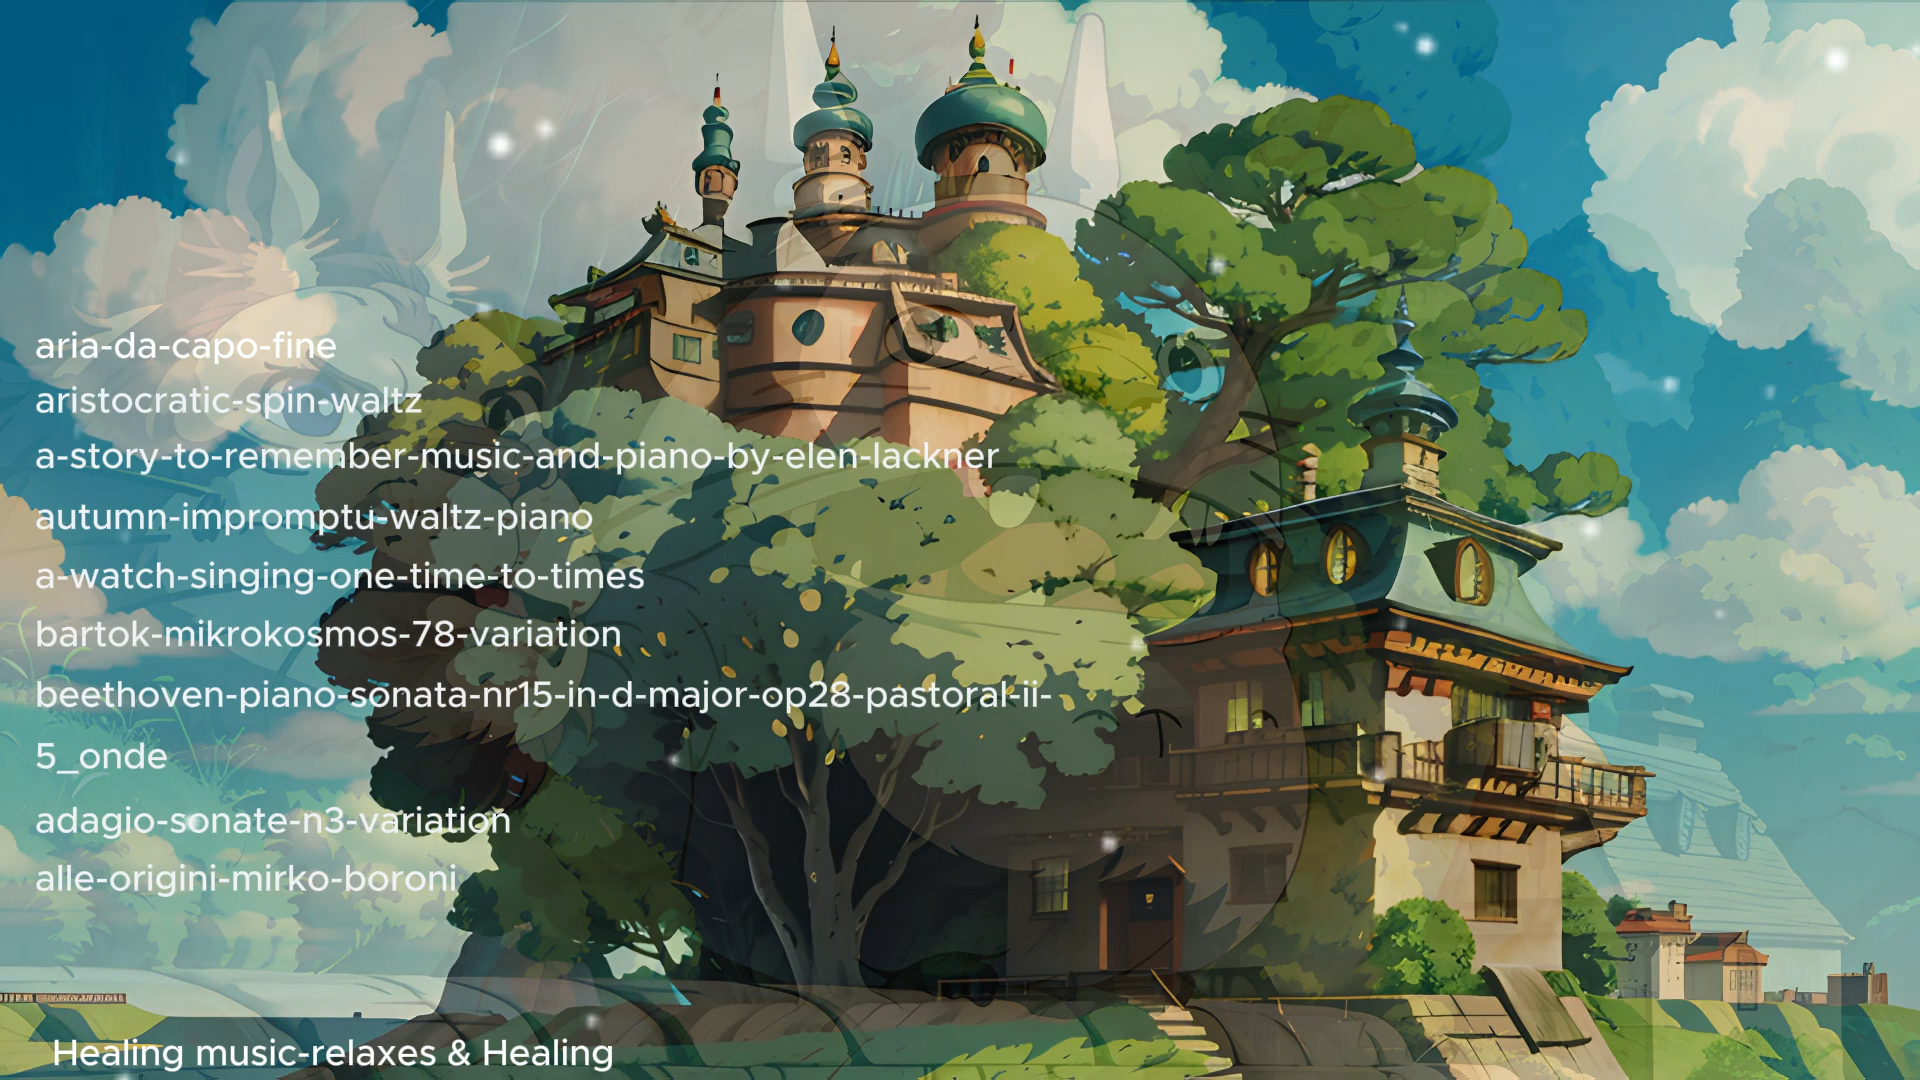 aria-da-capo-fine
aristocratic-spin-waltz
a-story-to-remember-music-and-piano-by-elen-lackner
autumn-impromptu-waltz-piano
a-watch-singing-one-time-to-times
bartok-mikrokosmos-78-variation
beethoven-piano-sonata-nr15-in-d-major-op28-pastoral-ii-
5_onde
adagio-sonate-n3-variation
alle-origini-mirko-boroni
Healing music-relaxes & Healing